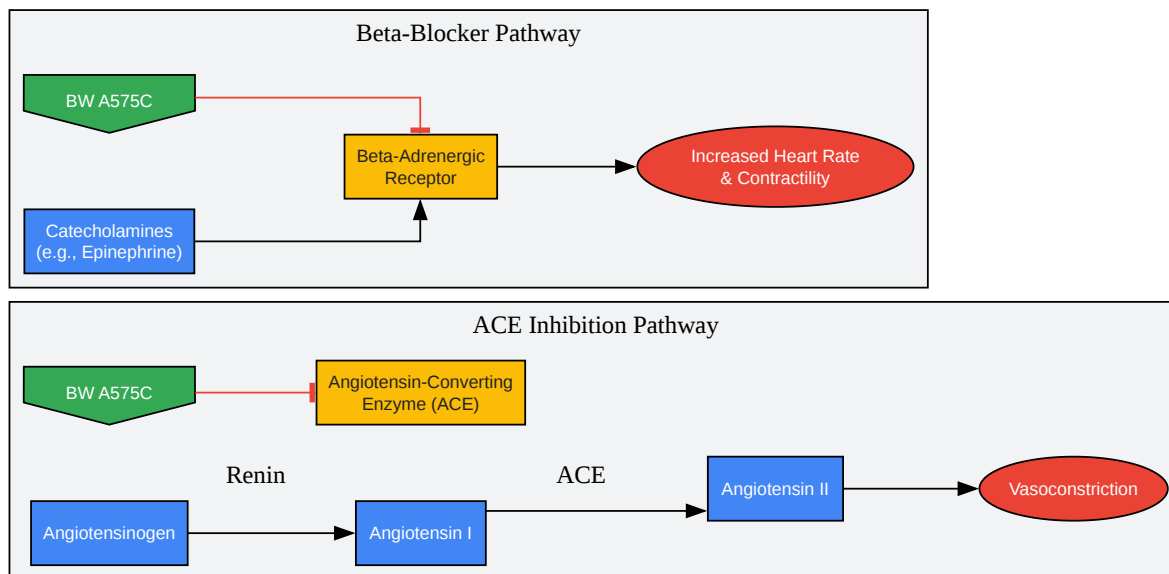 Beta-Blocker Pathway
BW A575C
Beta-Adrenergic
Receptor
Increased Heart Rate
& Contractility
Catecholamines
(e.g., Epinephrine)
ACE Inhibition Pathway
BW A575C
Angiotensin-Converting
Enzyme (ACE)
Renin
ACE
Angiotensinogen
Angiotensin I
Angiotensin II
Vasoconstriction